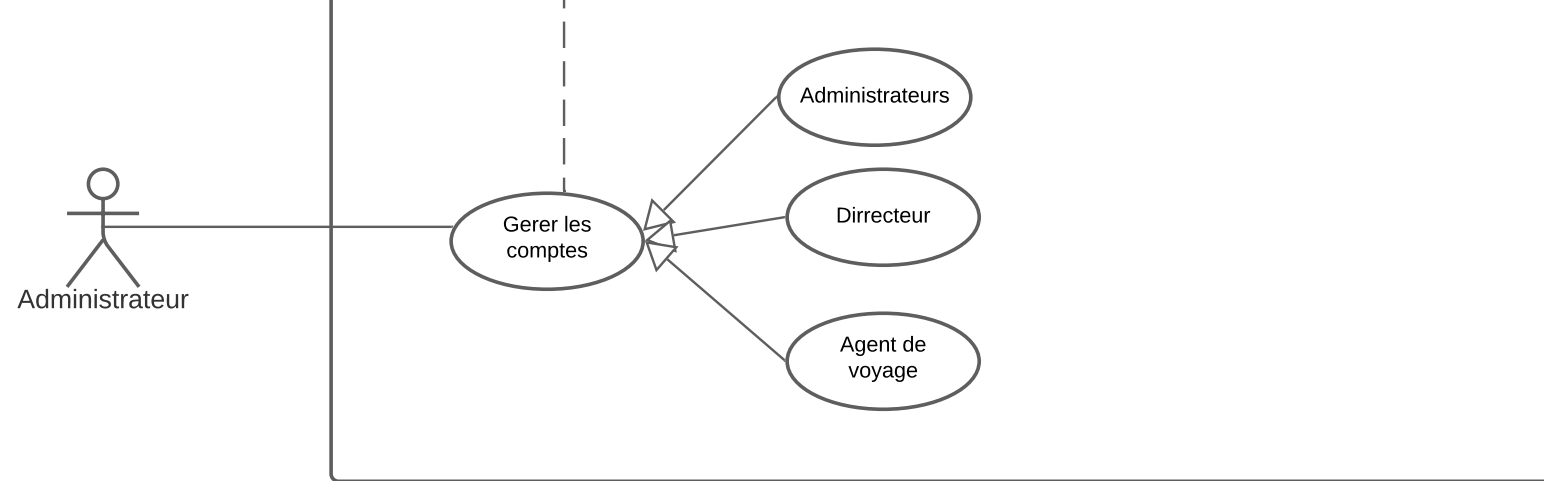 Administrateurs
Dirrecteur
Gerer les
comptes
Administrateur
Agent de
voyage